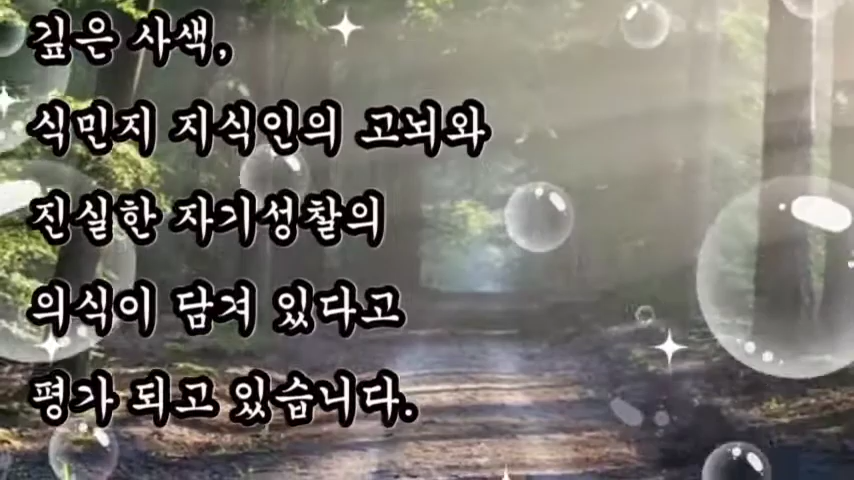 깊은 사색,
식민지 지식인의 고뇌와
진실한 자기성찰의
의식이 담겨 있다고
평가 되고 있습니다.